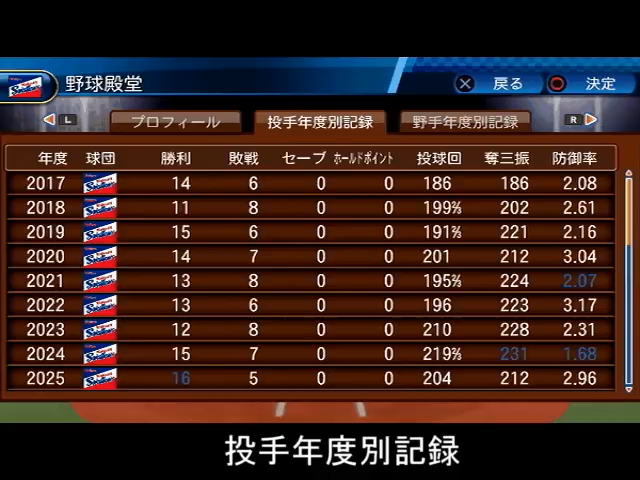 野球殿堂 戻る 決定
L プロフィール 投手年度別記録 野手年度別記録 R
年度 球団 勝利 敗戦 セーブ ホールドポイント 投球回 奪三振 防御率
2017 14 6 0 0 186 186 2.08
2018 11 8 0 0 199⅔ 202 2.61
2019 15 6 0 0 191⅔ 221 2.16
2020 14 7 0 0 201 212 3.04
2021 13 8 0 0 195⅔ 224 2.07
2022 13 6 0 0 196 223 3.17
2023 12 8 0 0 210 228 2.31
2024 15 7 0 0 219⅔ 231 1.68
2025 16 5 0 0 204 212 2.96
投手年度別記録